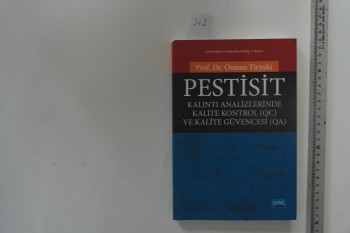 342
Prof. Dr. Osman Tiryaki
PESTİSİT
KALINTI ANALİZLERİNDE
KALİTE KONTROL (QC)
VE KALİTE GÜVENCESİ (QA)